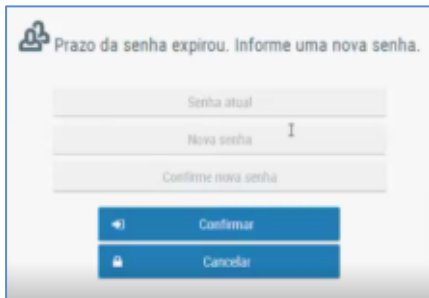 Prazo da senha expirou. Informe uma nova senha.
Senha atual
Nova senha
Confirme nova senha
Confirmar
Cancelar